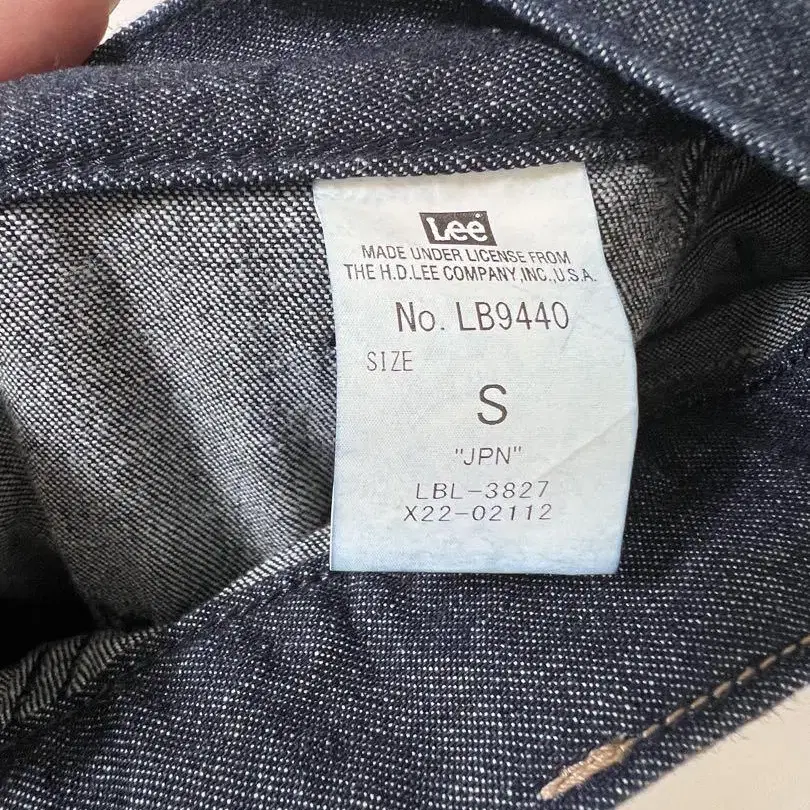 Lee
MADE UNDER LICENSE FROM
THE H.D.LEE COMPANY,INC.,U.S.A.
No. LB9440
SIZE
S
"JPN"
LBL-3827
X22-02112